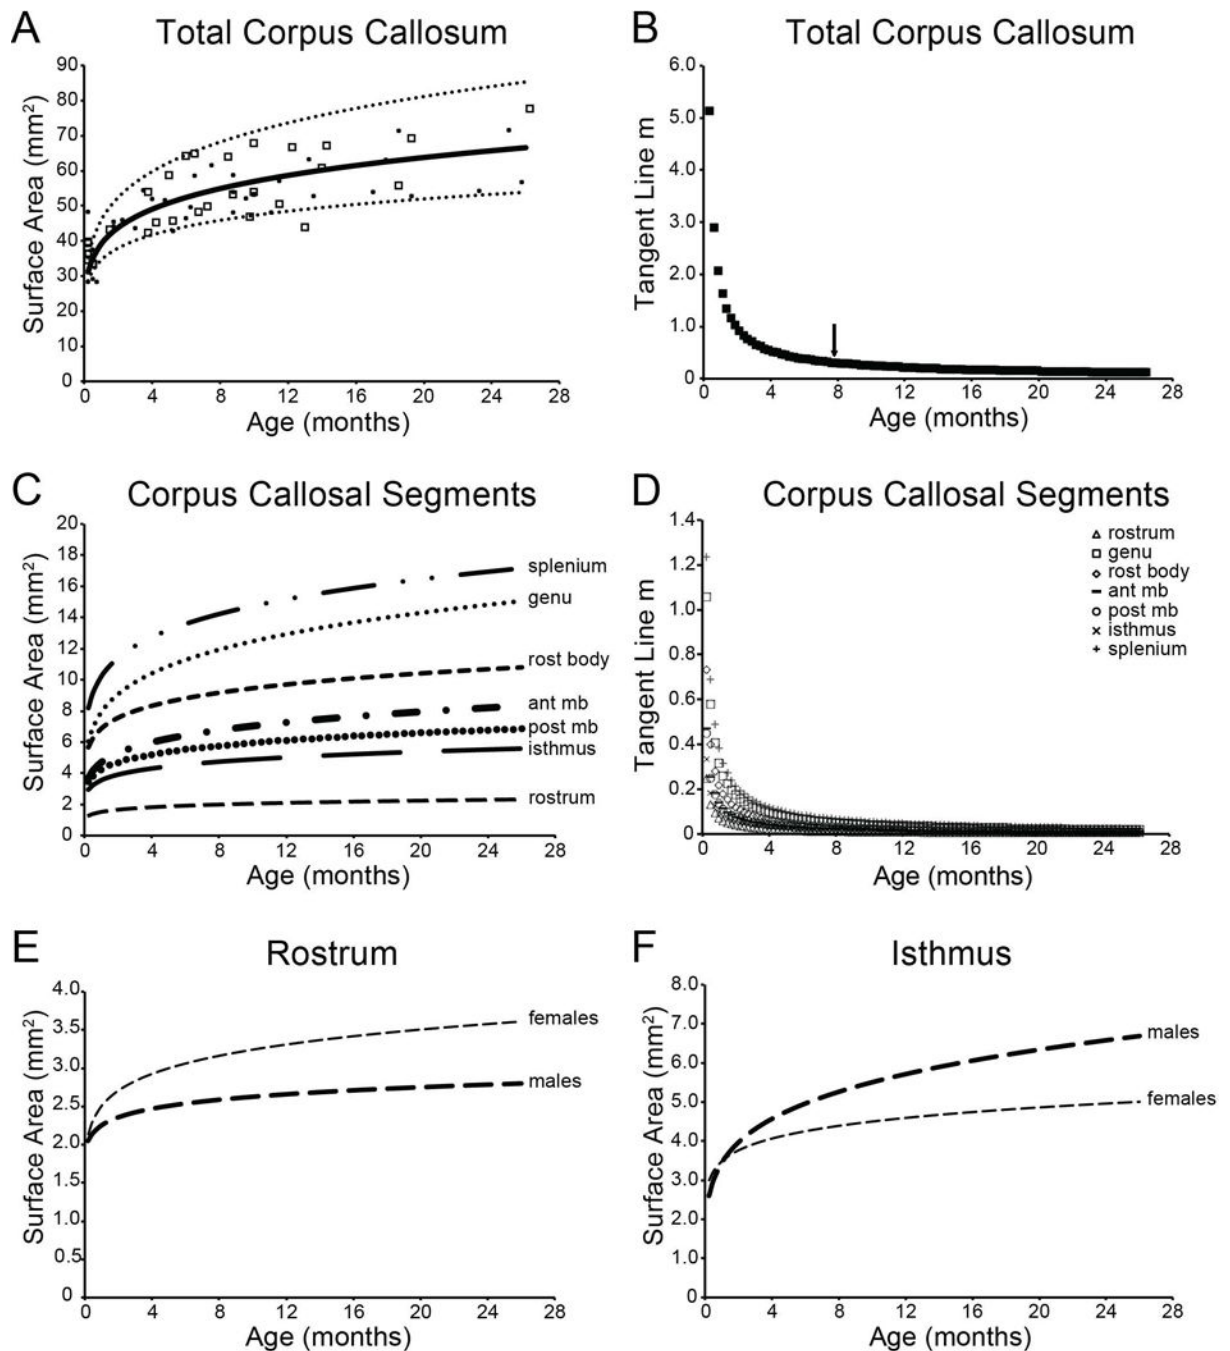 A
Total Corpus Callosum
90
80
70
60
50
40
30
20
10
0
Surface Area (mm²)
0 4 8 12 16 20 24 28
Age (months)
B
Total Corpus Callosum
6.0
5.0
4.0
3.0
2.0
1.0
0
Tangent Line m
0 4 8 12 16 20 24 28
Age (months)
C
Corpus Callosal Segments
20
18
16
14
12
10
8
6
4
2
0
Surface Area (mm²)
splenium
genu
rost body
ant mb
post mb
isthmus
rostrum
0 4 8 12 16 20 24 28
Age (months)
D
Corpus Callosal Segments
1.4
1.2
1.0
0.8
0.6
0.4
0.2
0
Tangent Line m
rostrum
genu
rost body
ant mb
post mb
isthmus
splenium
0 4 8 12 16 20 24 28
Age (months)
E
Rostrum
4.0
3.5
3.0
2.5
2.0
1.5
1.0
0.5
0
Surface Area (mm²)
females
males
0 4 8 12 16 20 24 28
Age (months)
F
Isthmus
8.0
7.0
6.0
5.0
4.0
3.0
2.0
1.0
0
Surface Area (mm²)
males
females
0 4 8 12 16 20 24 28
Age (months)